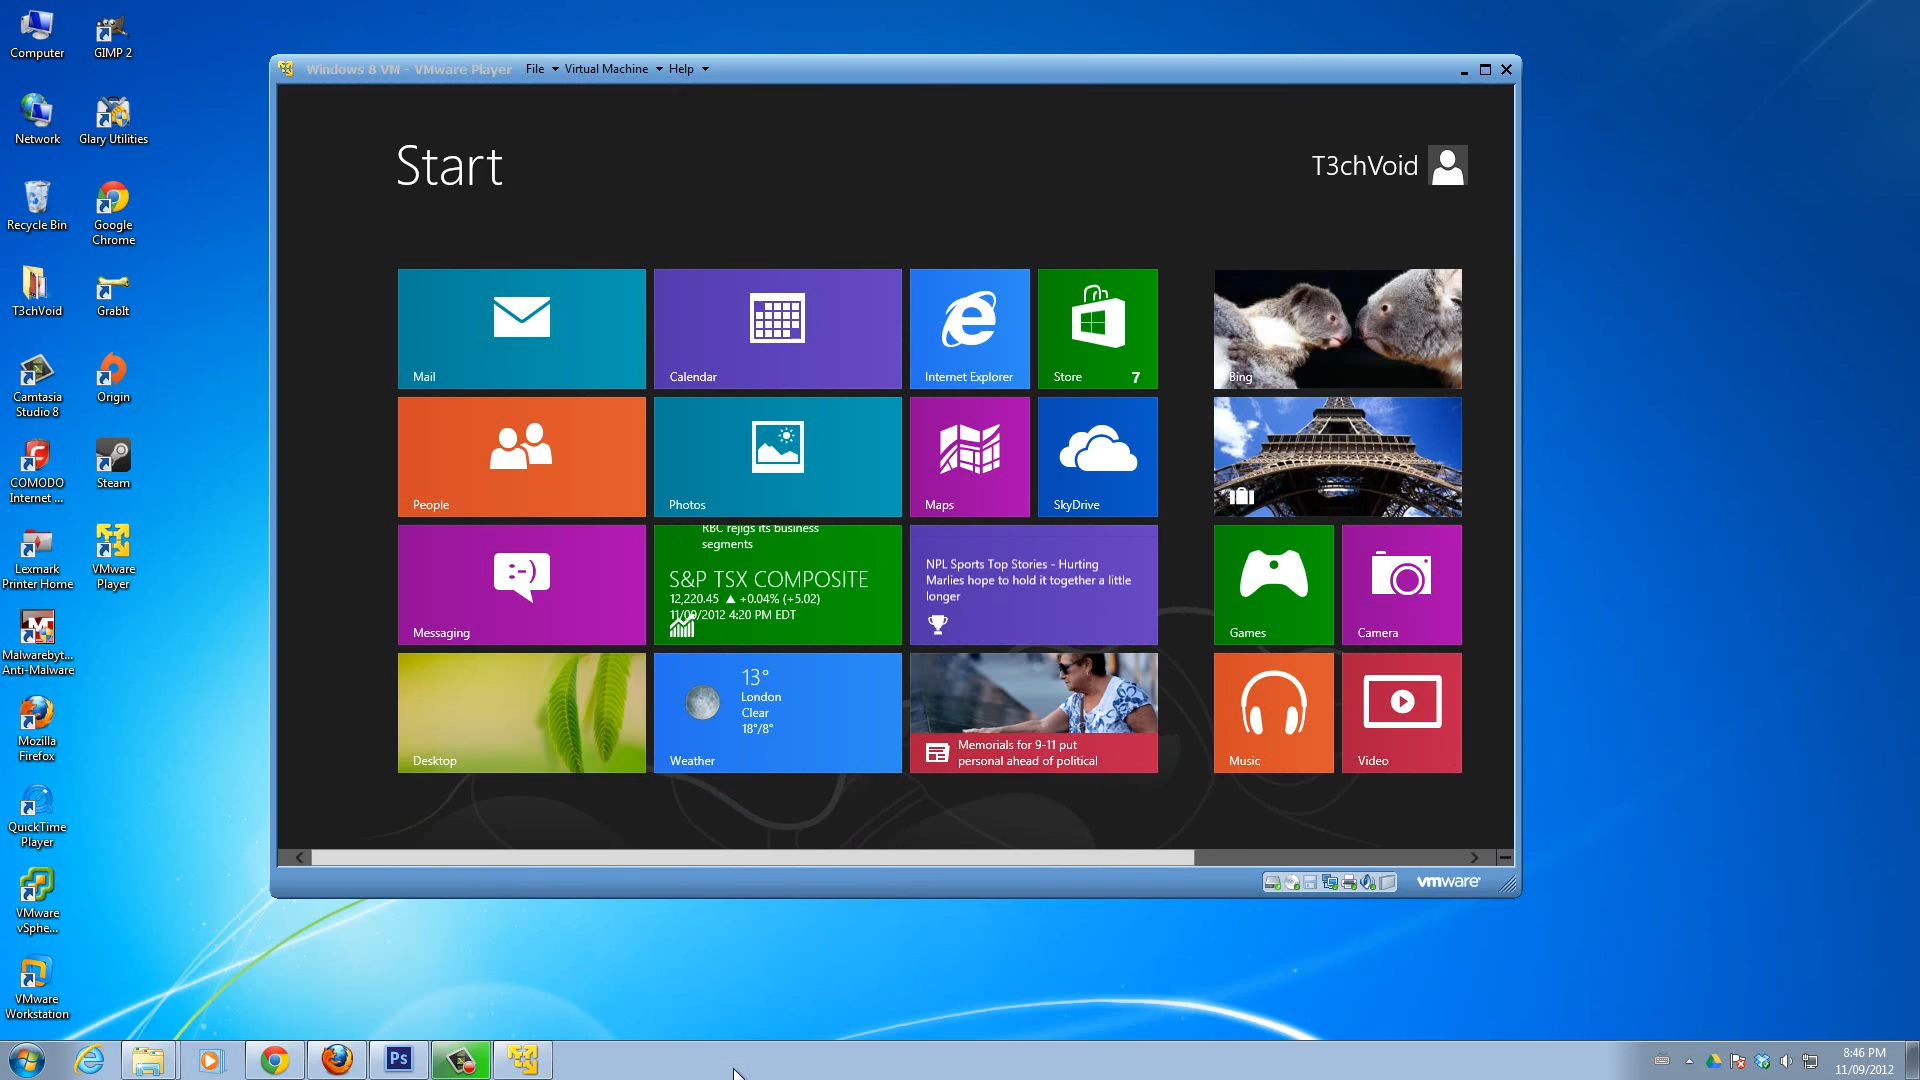 Computer
GIMP 2
Network
Glary Utilities
Recycle Bin
Google
Chrome
T3chVoid
GrabIt
Camtasia
Studio 8
Origin
COMODO
Internet ...
Steam
Lexmark
Printer Home
VMware
Player
Malwarebyt...
Anti-Malware
Mozilla
Firefox
QuickTime
Player
VMware
vSphe...
VMware
Workstation
Windows 8 VM - VMware Player
File
Virtual Machine
Help
Start
T3chVoid
Mail
Calendar
Internet Explorer
Store
7
Bing
People
Photos
Maps
SkyDrive
Messaging
:-)
RBC rejigs its business
segments
S&P TSX COMPOSITE
12,220.45 ▲ +0.04% (+5.02)
11/09/2012 4:20 PM EDT
NPL Sports Top Stories - Hurting
Marlies hope to hold it together a little
longer
Games
Camera
Desktop
13°
London
Clear
18°/8°
Weather
Memorials for 9-11 put
personal ahead of political
Music
Video
vmware
Ps
8:46 PM
11/09/2012